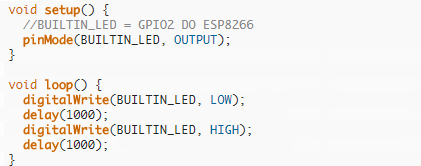 void setup() {
  //BUILTIN_LED = GPIO2 DO ESP8266
  pinMode(BUILTIN_LED, OUTPUT);
}

void loop() {
  digitalWrite(BUILTIN_LED, LOW);
  delay(1000);
  digitalWrite(BUILTIN_LED, HIGH);
  delay(1000);
}